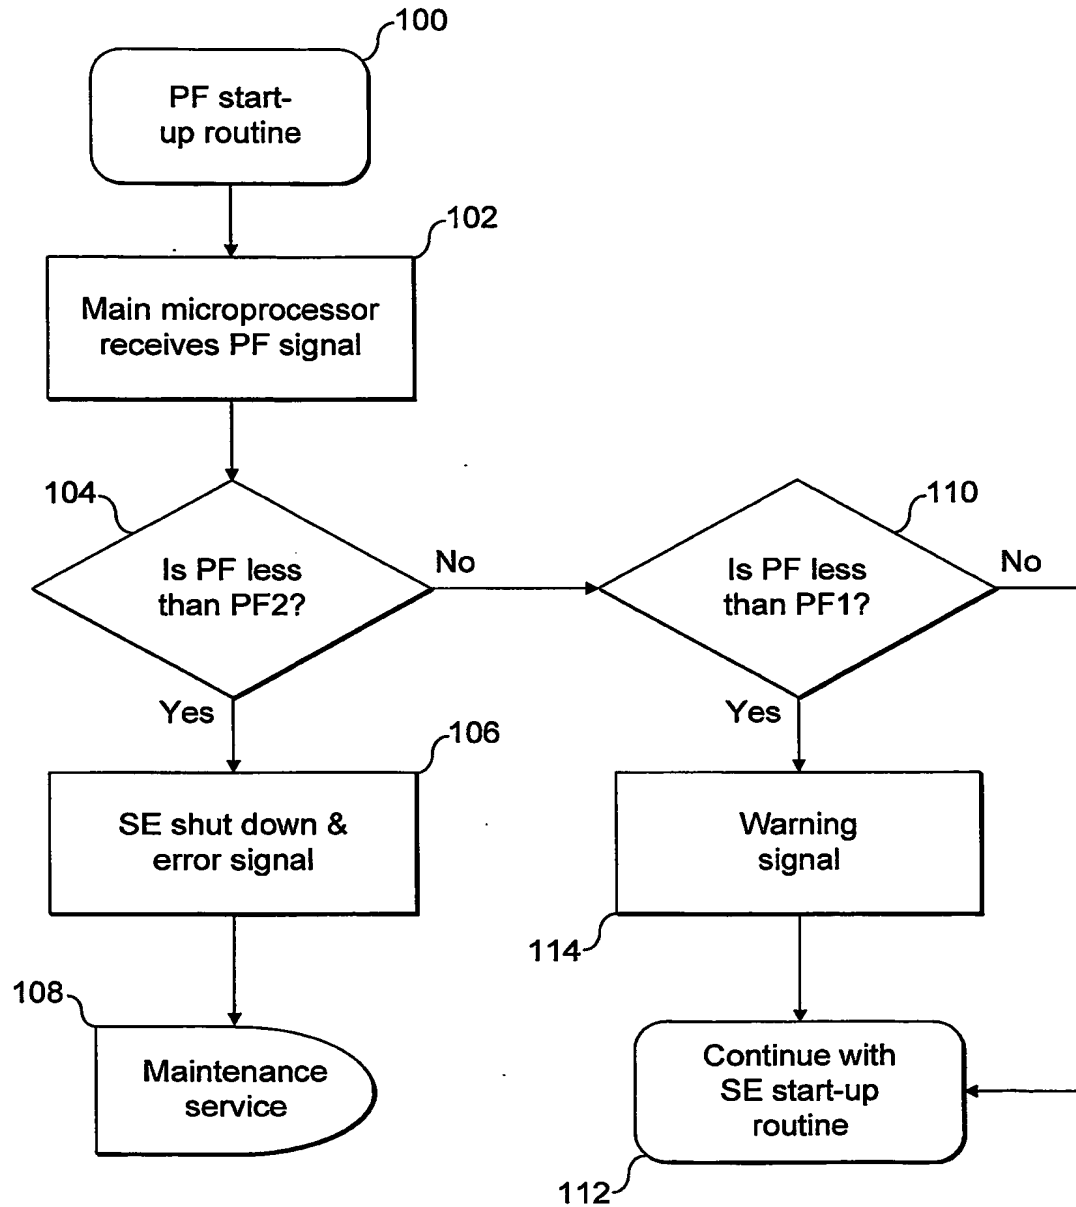 100
PF start-
up routine
102
Main microprocessor
receives PF signal
104
Is PF less
than PF2?
No
110
Is PF less
than PF1?
No
Yes
Yes
106
SE shut down &
error signal
Warning
signal
114
108
Maintenance
service
Continue with
SE start-up
routine
112